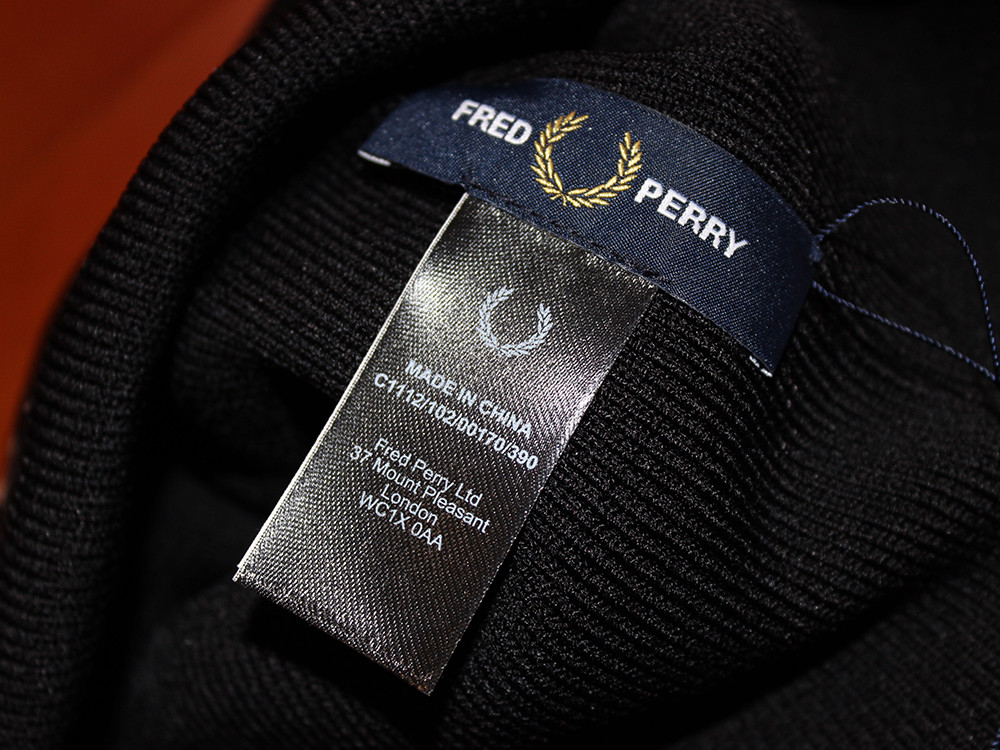 FRED PERRY
MADE IN CHINA
C1112/102/00170/390
Fred Perry Ltd
37 Mount Pleasant
London
WC1X 0AA